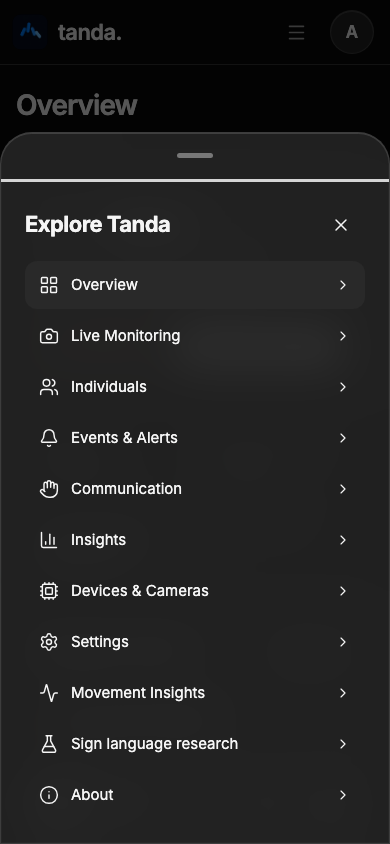 tanda.
A
Overview
Explore Tanda
Overview
Live Monitoring
Individuals
Events & Alerts
Communication
Insights
Devices & Cameras
Settings
Movement Insights
Sign language research
About